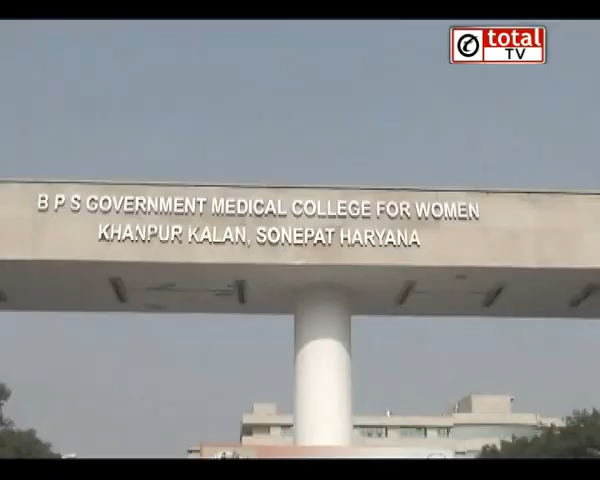 total
TV
B P S GOVERNMENT MEDICAL COLLEGE FOR WOMEN
KHANPUR KALAN, SONEPAT HARYANA